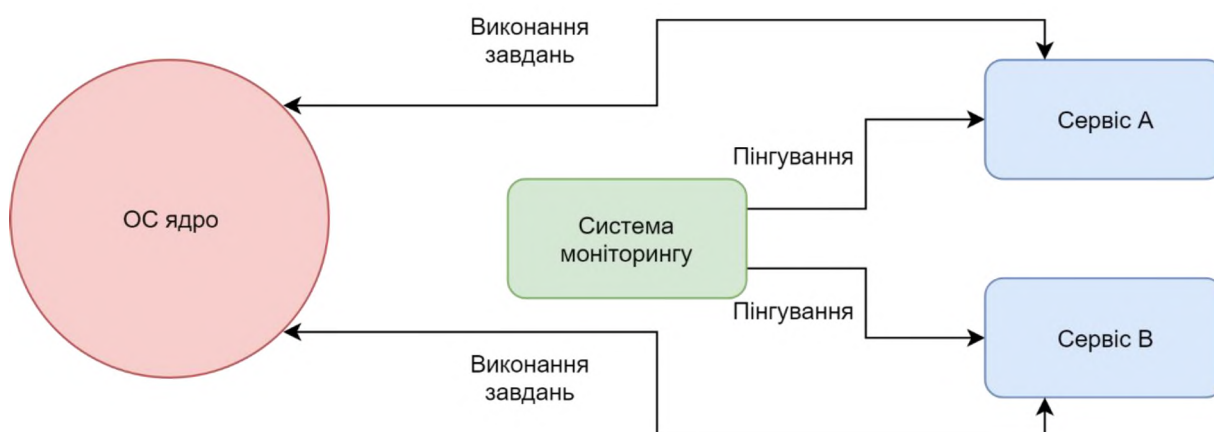 Виконання
завдань
Сервіс А
Пінгування
ОС ядро
Система
моніторингу
Пінгування
Сервіс В
Виконання
завдань